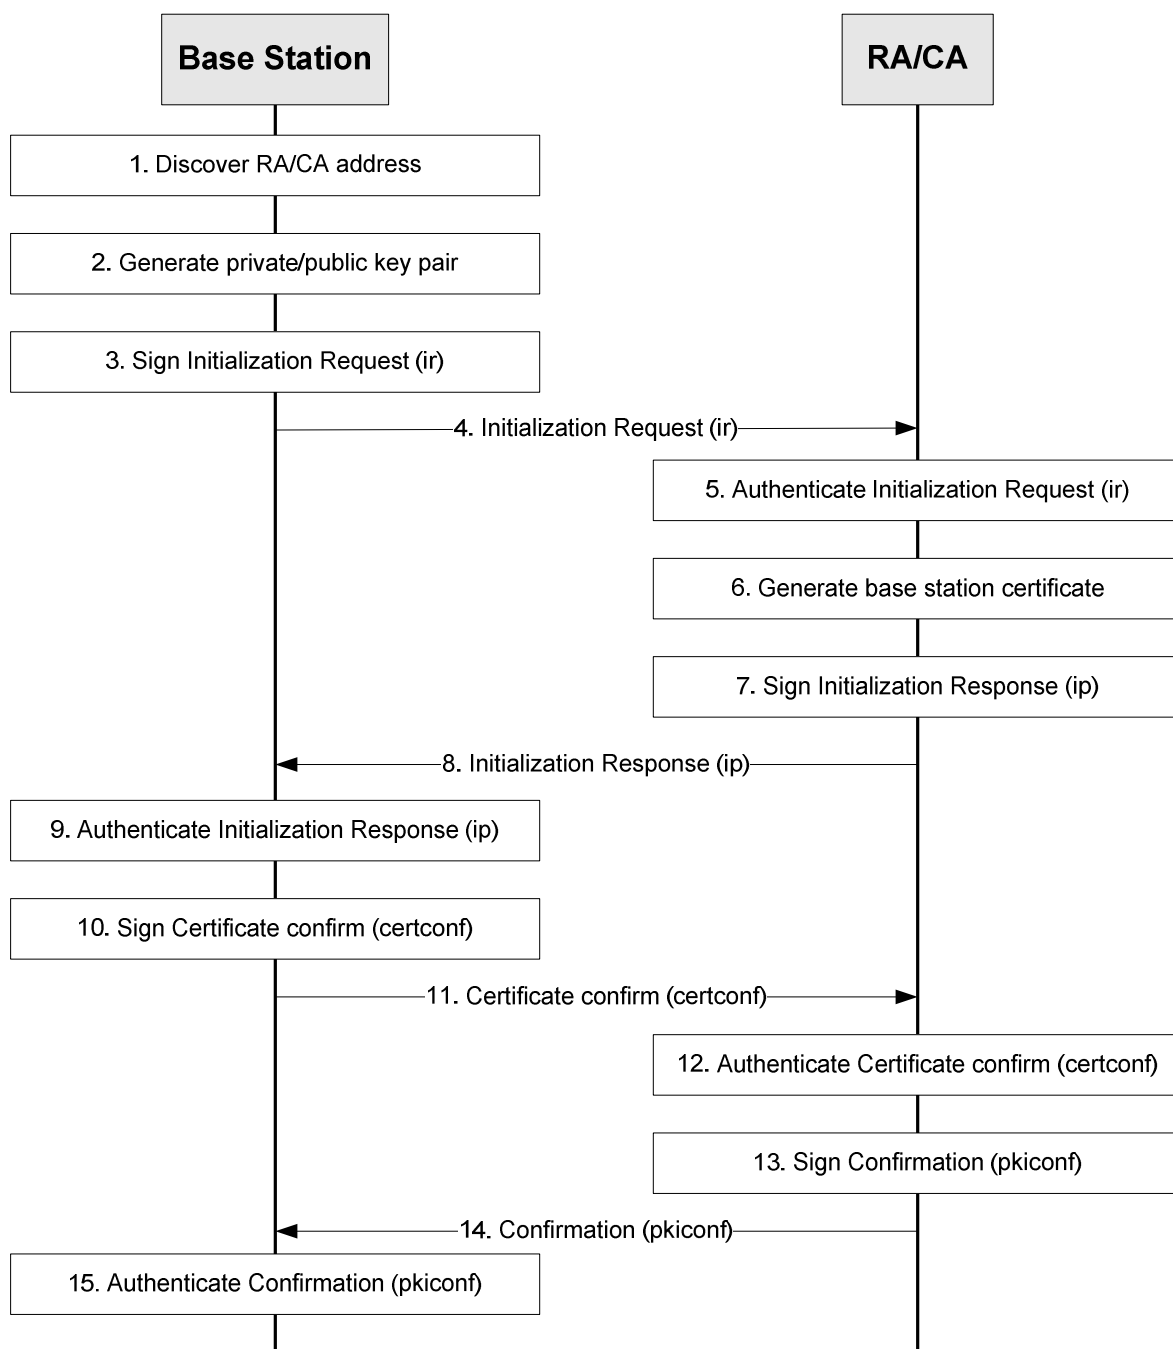 Base Station
RA/CA
1. Discover RA/CA address
2. Generate private/public key pair
3. Sign Initialization Request (ir)
4. Initialization Request (ir)
5. Authenticate Initialization Request (ir)
6. Generate base station certificate
7. Sign Initialization Response (ip)
8. Initialization Response (ip)
9. Authenticate Initialization Response (ip)
10. Sign Certificate confirm (certconf)
11. Certificate confirm (certconf)
12. Authenticate Certificate confirm (certconf)
13. Sign Confirmation (pkiconf)
14. Confirmation (pkiconf)
15. Authenticate Confirmation (pkiconf)